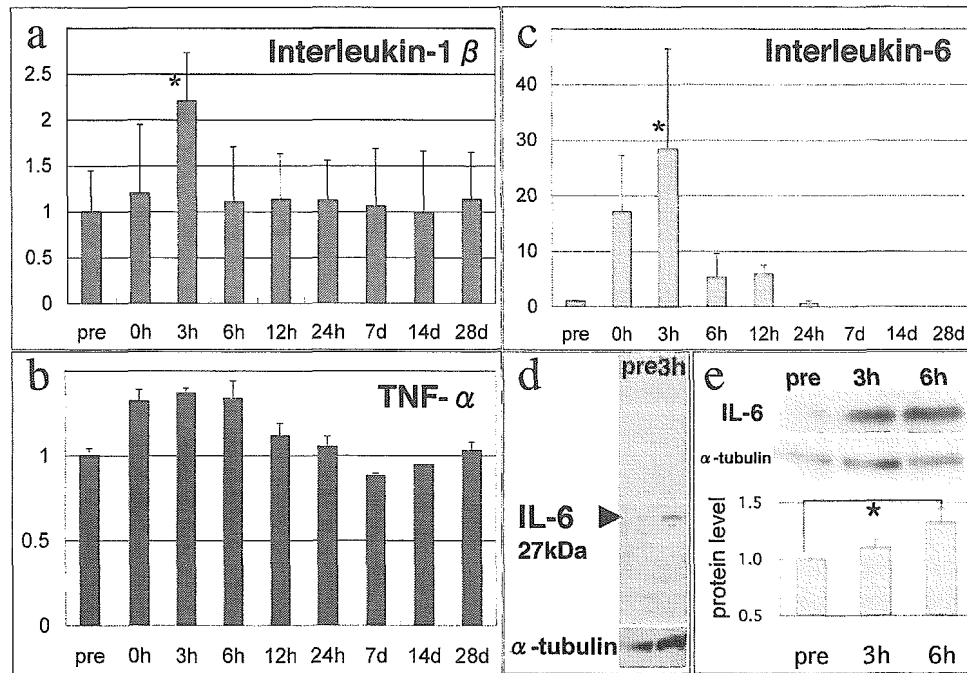 a
Interleukin-1 β
2.5
2
1.5
1
0.5
0
*
pre 0h 3h 6h 12h 24h 7d 14d 28d
b
TNF- α
1
0.5
0
pre 0h 3h 6h 12h 24h 7d 14d 28d
c
Interleukin-6
40
30
20
10
0
*
pre 0h 3h 6h 12h 24h 7d 14d 28d
d
pre3h
IL-6
27kDa
α-tubulin
e
pre 3h 6h
IL-6
α-tubulin
protein level
1.5
1.0
0.5
*
pre 3h 6h